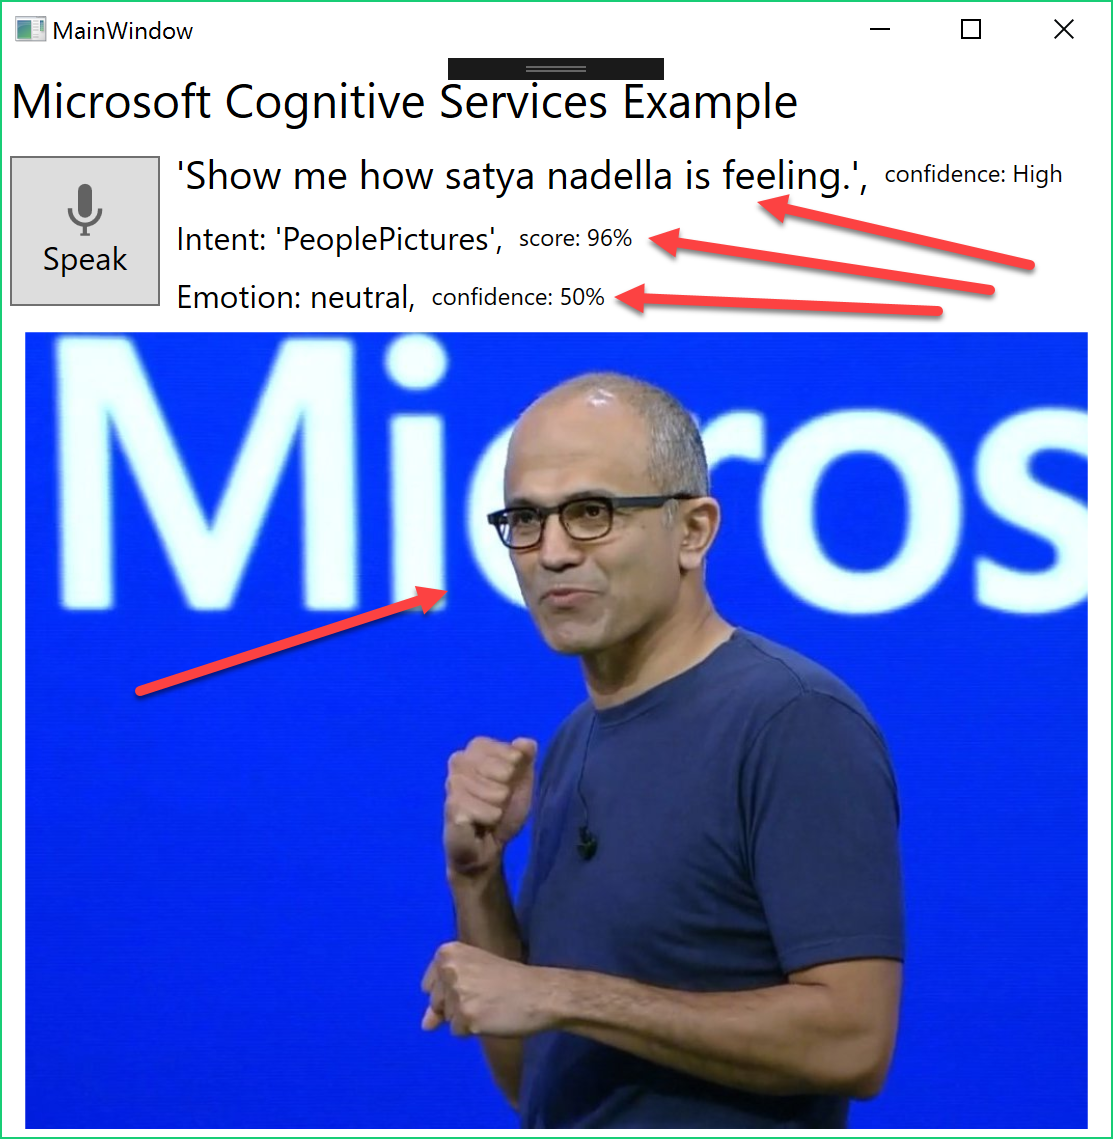 MainWindow
Microsoft Cognitive Services Example
Speak
'Show me how satya nadella is feeling.', confidence: High
Intent: 'PeoplePictures', score: 96%
Emotion: neutral, confidence: 50%
Micros